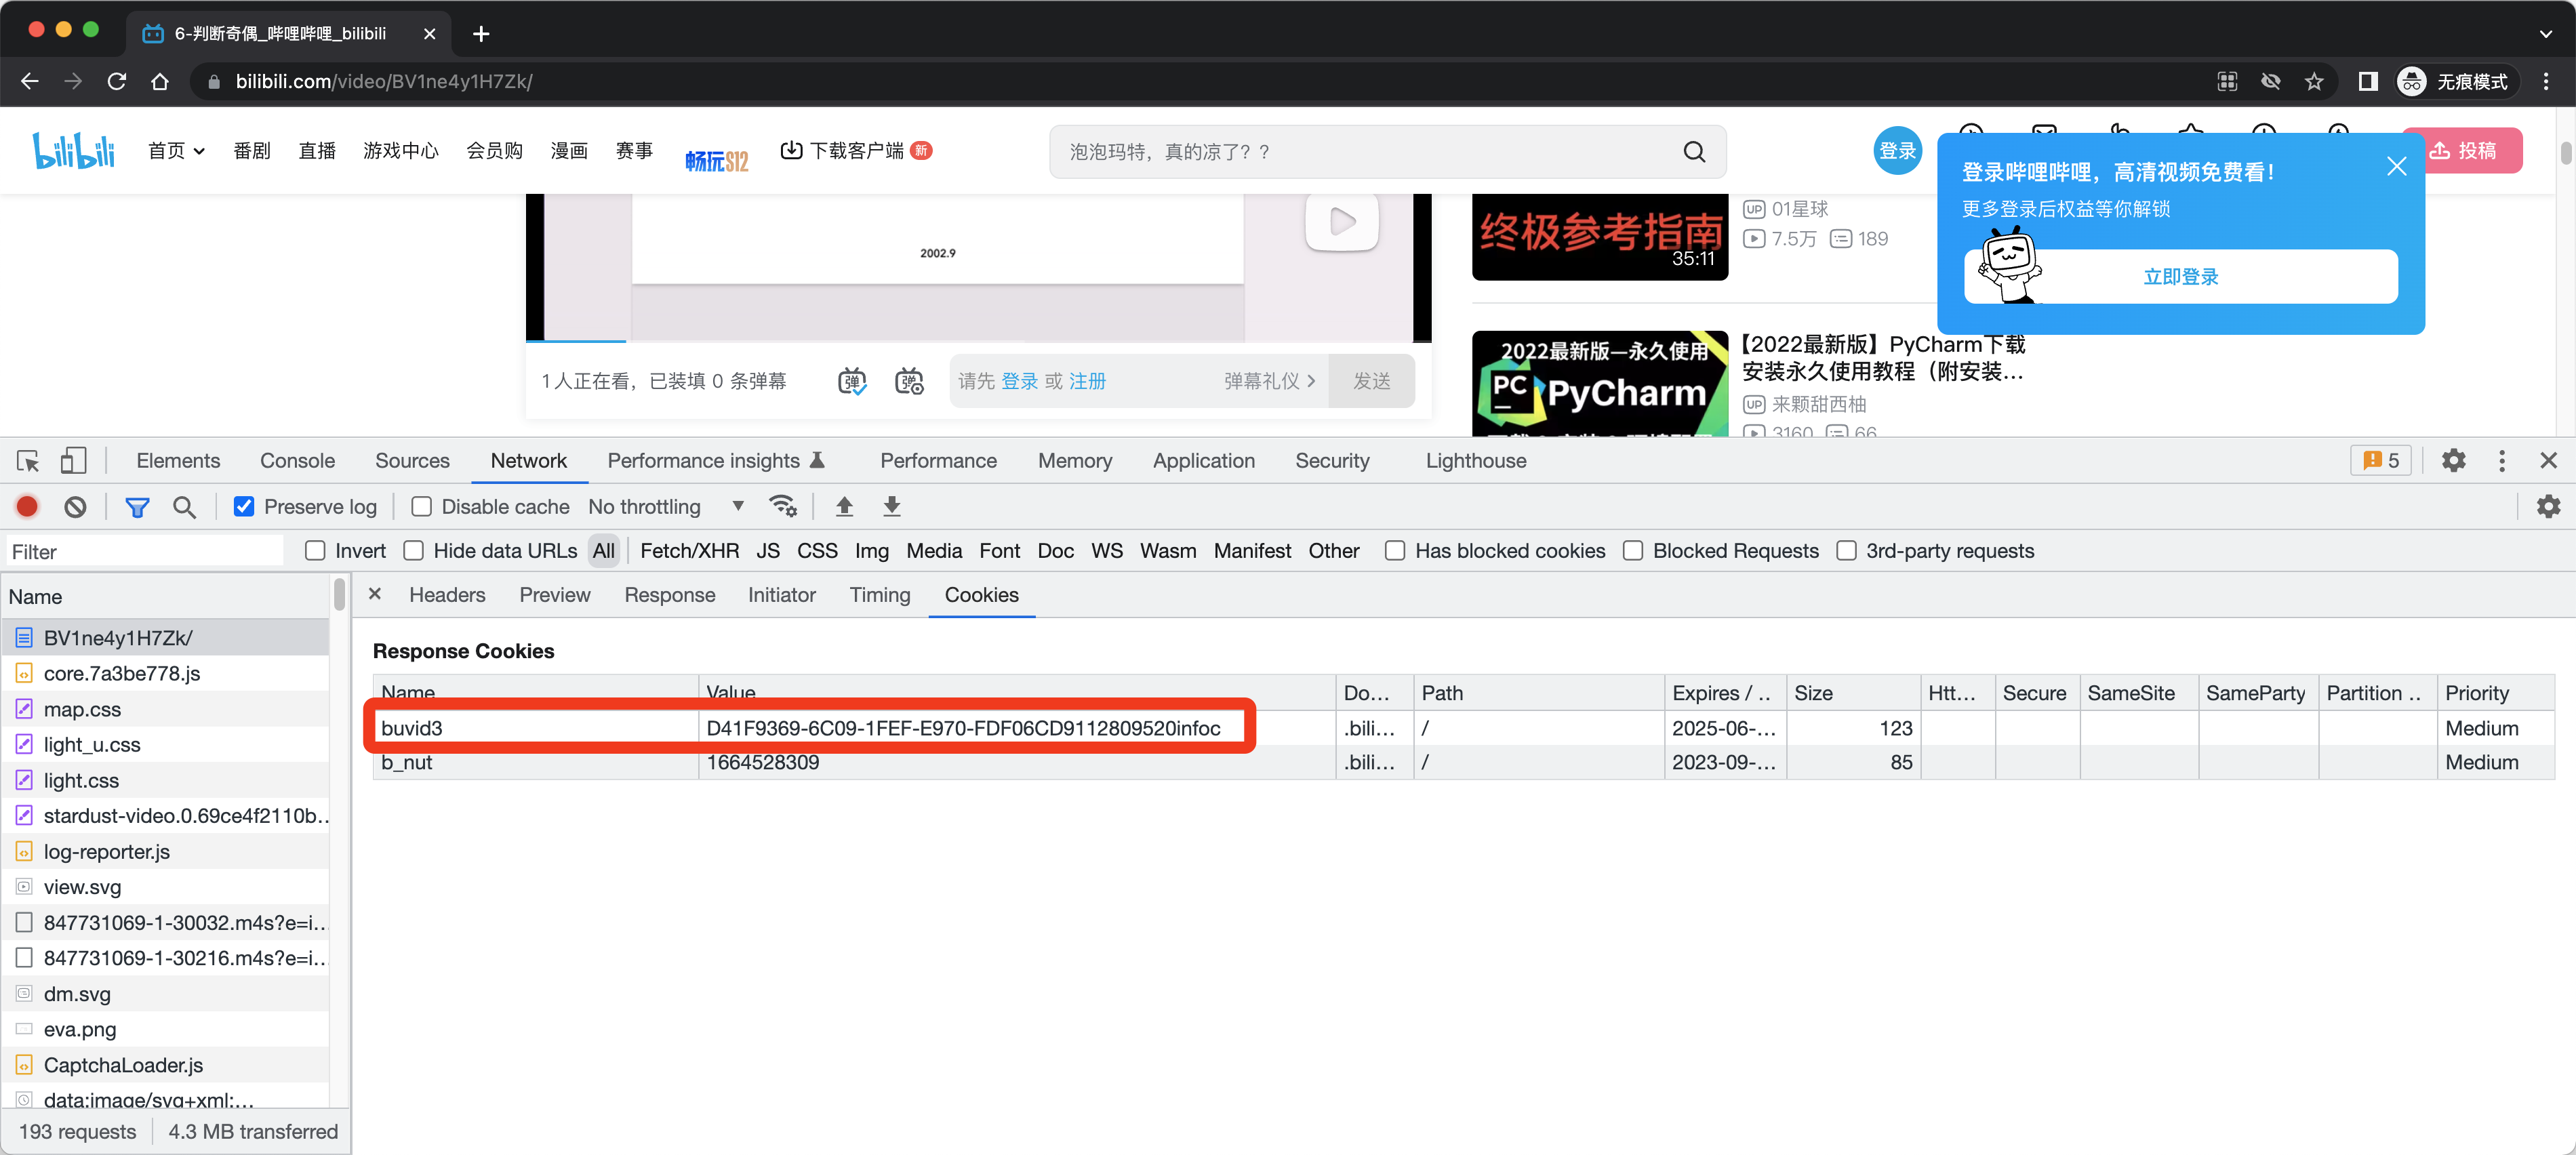 6-判断奇偶_哔哩哔哩_bilibili
bilibili.com/video/BV1ne4y1H7Zk/
无痕模式
bilibili
首页
番剧
直播
游戏中心
会员购
漫画
赛事
畅玩S12
下载客户端
新
泡泡玛特，真的凉了？？
登录
投稿
登录哔哩哔哩，高清视频免费看！
更多登录后权益等你解锁
立即登录
2002.9
终极参考指南
35:11
UP 01星球
7.5万 189
1人正在看，已装填 0 条弹幕
弹
弹
请先 登录 或 注册
弹幕礼仪
发送
2022最新版—永久使用
PC
PyCharm
【2022最新版】PyCharm下载
安装永久使用教程（附安装...
UP 来颗甜西柚
3160 66
Elements Console Sources Network Performance insights Performance Memory Application Security Lighthouse
5
Preserve log Disable cache No throttling
Filter Invert Hide data URLs All Fetch/XHR JS CSS Img Media Font Doc WS Wasm Manifest Other Has blocked cookies Blocked Requests 3rd-party requests
Name
BV1ne4y1H7Zk/
core.7a3be778.js
map.css
light_u.css
light.css
stardust-video.0.69ce4f2110b...
log-reporter.js
view.svg
847731069-1-30032.m4s?e=i...
847731069-1-30216.m4s?e=i...
dm.svg
eva.png
CaptchaLoader.js
data:image/svg+xml;...
193 requests 4.3 MB transferred
Headers Preview Response Initiator Timing Cookies
Response Cookies
Name Value Do... Path Expires / .. Size Htt... Secure SameSite SameParty Partition .. Priority
buvid3 D41F9369-6C09-1FEF-E970-FDF06CD9112809520infoc .bili... / 2025-06-... 123 Medium
b_nut 1664528309 .bili... / 2023-09-... 85 Medium